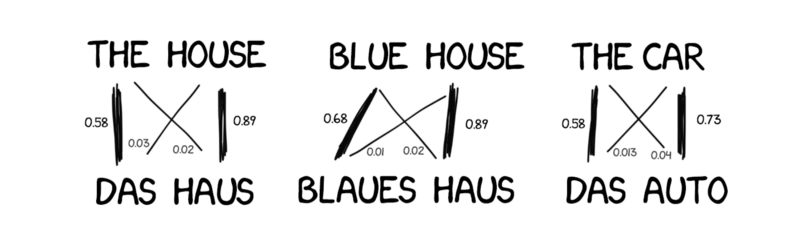 THE HOUSE BLUE HOUSE THE CAR
0.58 0.03 0.02 0.89 0.68 0.01 0.02 0.89 0.58 0.013 0.04 0.73
DAS HAUS BLAUES HAUS DAS AUTO